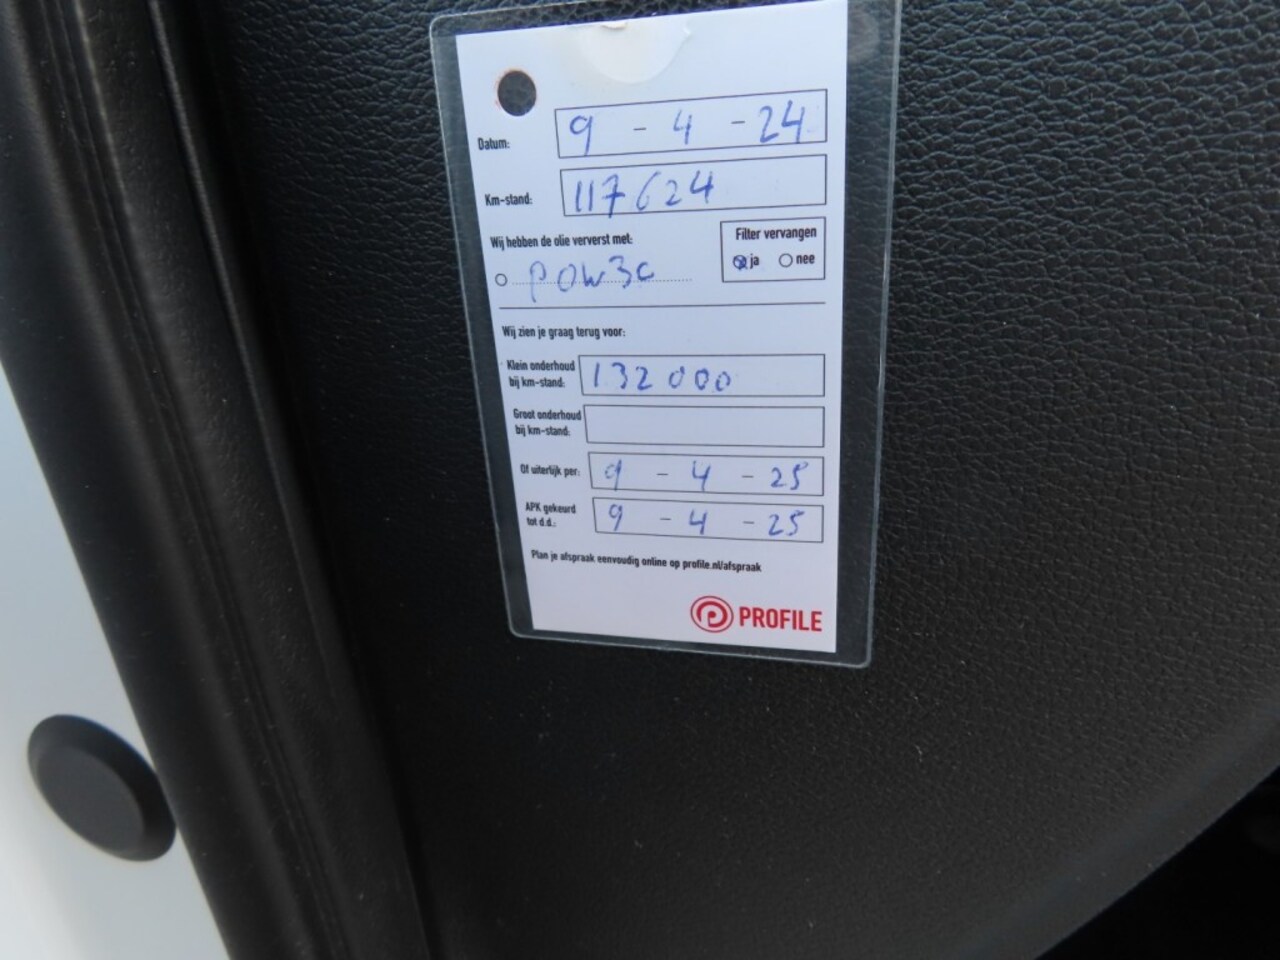 Datum: 9 - 4 - 24
Km-stand: 117624
Wij hebben de olie ververst met:
Filter vervangen
ja nee
POW3C
Wij zien je graag terug voor:
Klein onderhoud
bij km-stand: 132000
Groot onderhoud
bij km-stand:
Of uiterlijk per: 9 - 4 - 25
APK gekeurd
tot d.d.: 9 - 4 - 25
Plan je afspraak eenvoudig online op profile.nl/afspraak
PROFILE